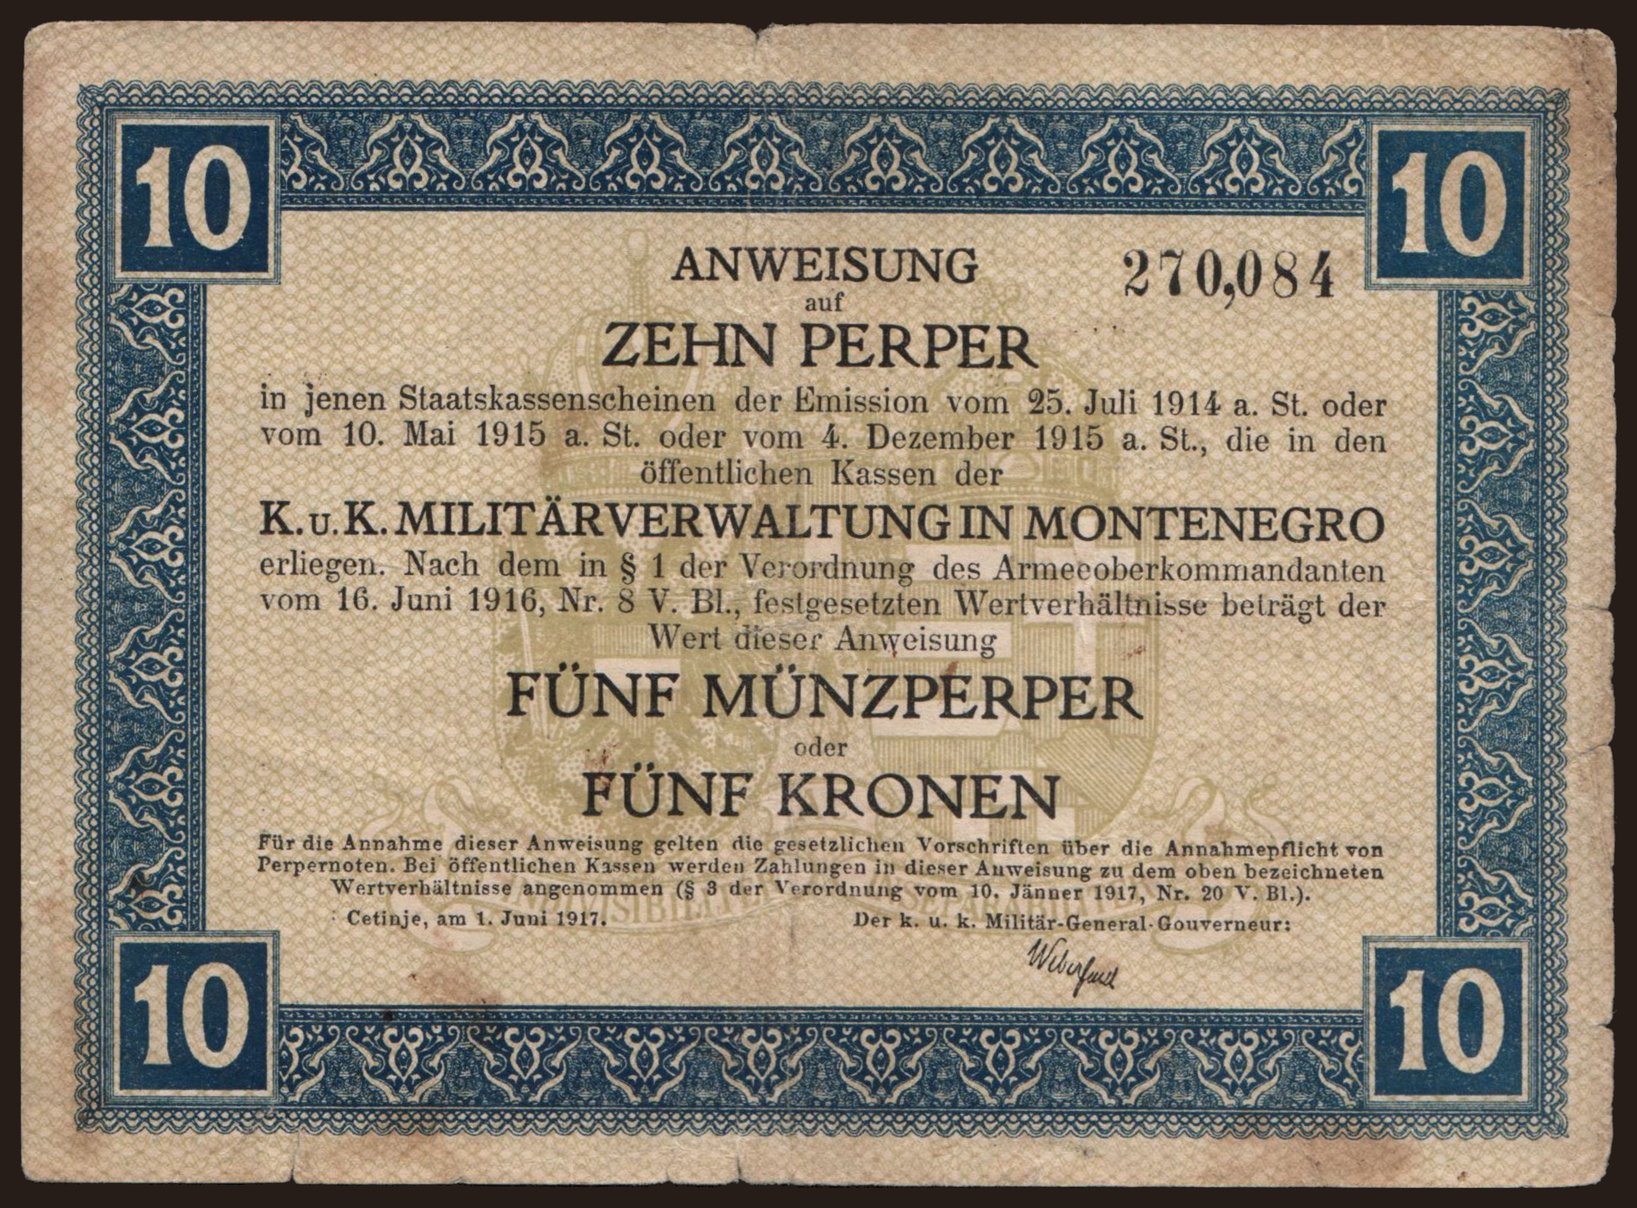 10
10
ANWEISUNG
270,084
auf
ZEHN PERPER
in jenen Staatskassenscheinen der Emission vom 25. Juli 1914 a. St. oder
vom 10. Mai 1915 a. St. oder vom 4. Dezember 1915 a. St., die in den
öffentlichen Kassen der
K. u. K. MILITÄRVERWALTUNG IN MONTENEGRO
erliegen. Nach dem in § 1 der Verordnung des Armeeoberkommandanten
vom 16. Juni 1916, Nr. 8 V. Bl., festgesetzten Wertverhältnisse beträgt der
Wert dieser Anweisung
FÜNF MÜNZPERPER
oder
FÜNF KRONEN
Für die Annahme dieser Anweisung gelten die gesetzlichen Vorschriften über die Annahmepflicht von
Perpernoten. Bei öffentlichen Kassen werden Zahlungen in dieser Anweisung zu dem oben bezeichneten
Wertverhältnisse angenommen (§ 3 der Verordnung vom 10. Jänner 1917, Nr. 20 V. Bl.).
Cetinje, am 1. Juni 1917.
Der k. u. k. Militär-General-Gouverneur:
10
10